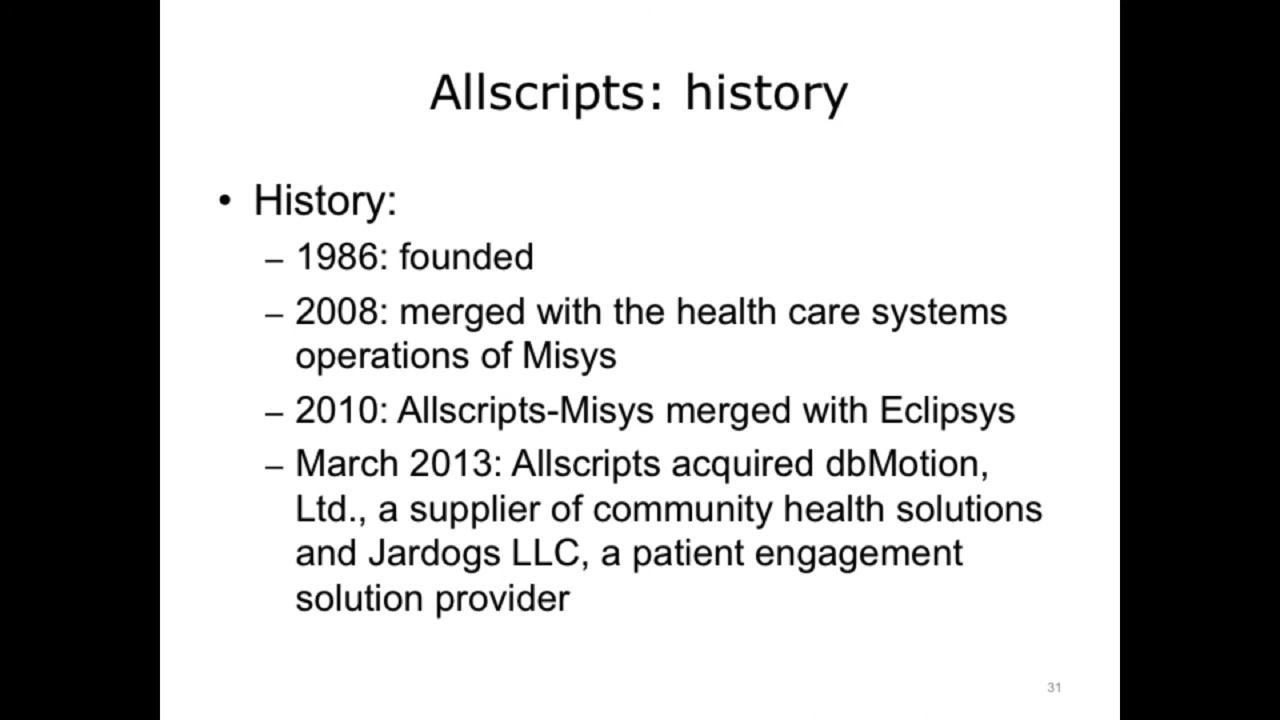 Allscripts: history
• History:
– 1986: founded
– 2008: merged with the health care systems
operations of Misys
– 2010: Allscripts-Misys merged with Eclipsys
– March 2013: Allscripts acquired dbMotion,
Ltd., a supplier of community health solutions
and Jardogs LLC, a patient engagement
solution provider
31